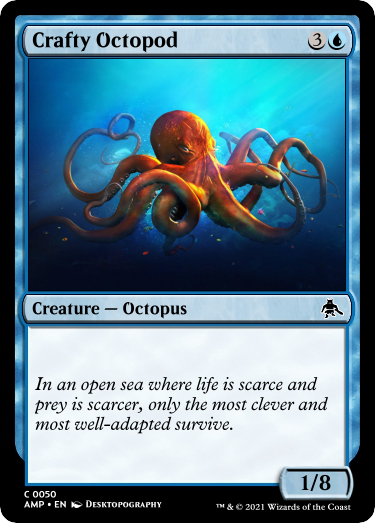 Crafty Octopod 3
Creature — Octopus
In an open sea where life is scarce and
prey is scarcer, only the most clever and
most well-adapted survive.
1/8
C 0050
AMP • EN Desktopography
™ & © 2021 Wizards of the Coast